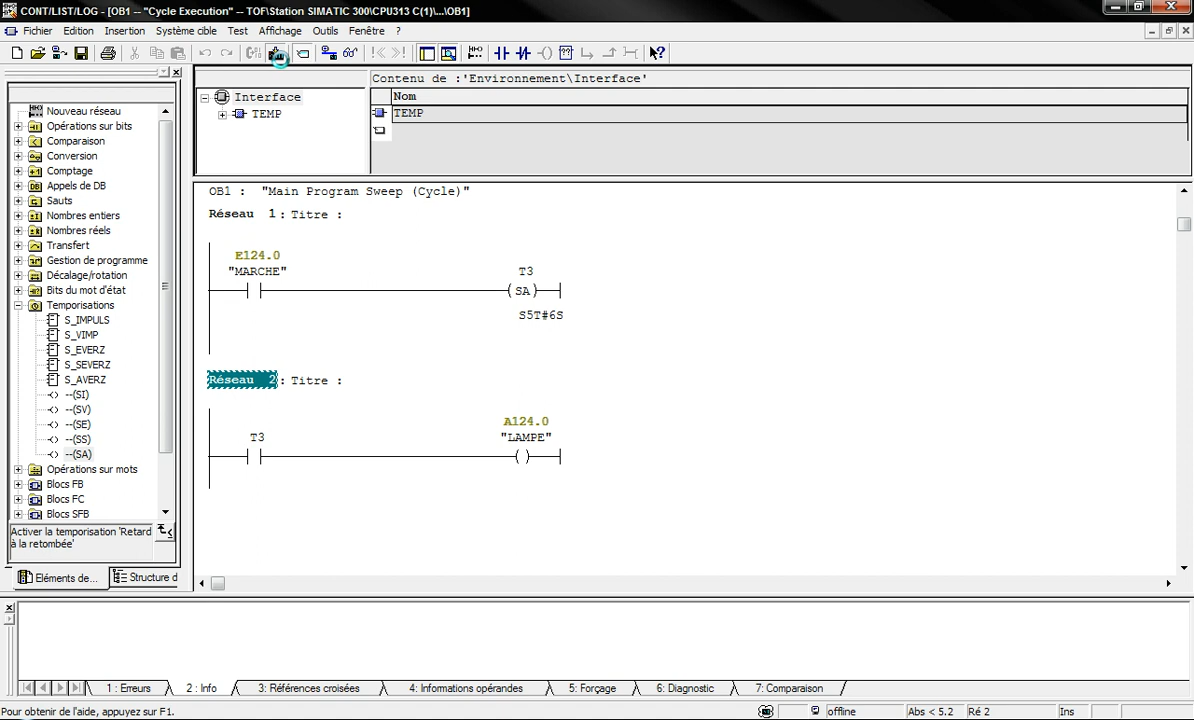 CONT/LIST/LOG - [OB1 -- "Cycle Execution" -- TOF\Station SIMATIC 300\CPU313 C(1)\...\OB1]
Fichier Edition Insertion Système cible Test Affichage Outils Fenêtre ?
Contenu de :'Environnement\Interface'
Interface
TEMP
Nom
TEMP
Nouveau réseau
Opérations sur bits
Comparaison
Conversion
Comptage
Appels de DB
Sauts
Nombres entiers
Nombres réels
Transfert
Gestion de programme
Décalage/rotation
Bits du mot d'état
Temporisations
S_IMPULS
S_VIMP
S_EVERZ
S_SEVERZ
S_AVERZ
--(SI)
--(SV)
--(SE)
--(SS)
--(SA)
Opérations sur mots
Blocs FB
Blocs FC
Blocs SFB
Activer la temporisation 'Retard
à la retombée'
Eléments de...
Structure d
OB1 : "Main Program Sweep (Cycle)"
Réseau 1 : Titre :
E124.0
"MARCHE"
T3
(SA)
S5T#6S
Réseau 2 : Titre :
T3
A124.0
"LAMPE"
( )
1 : Erreurs
2 : Info
3: Références croisées
4: Informations opérandes
5: Forçage
6: Diagnostic
7: Comparaison
Pour obtenir de l'aide, appuyez sur F1.
offline
Abs < 5.2
Ré 2
Ins